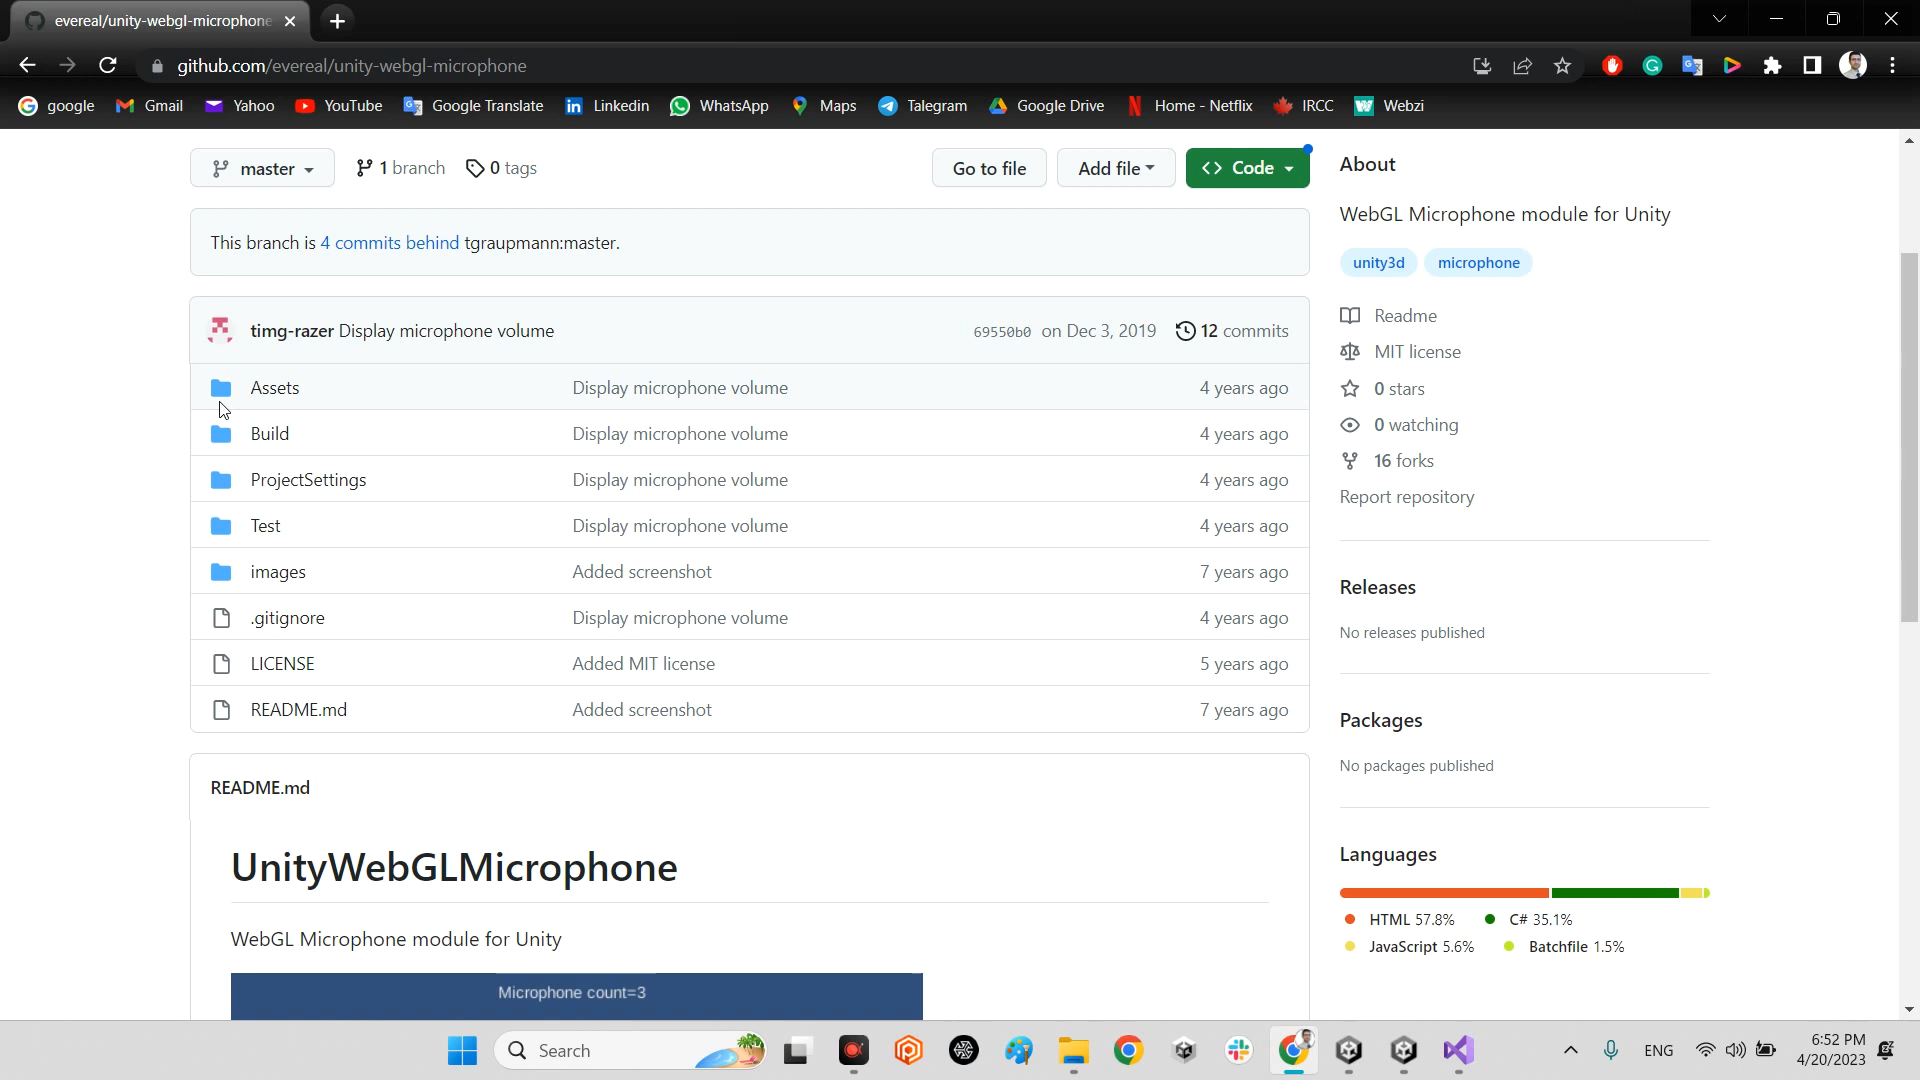 evereal/unity-webgl-microphone
github.com/evereal/unity-webgl-microphone
google Gmail Yahoo YouTube Google Translate Linkedin WhatsApp Maps Telegram Google Drive Home - Netflix IRCC Webzi
master 1 branch 0 tags Go to file Add file <> Code
This branch is 4 commits behind tgraupmann:master.
timg-razer Display microphone volume 69550b0 on Dec 3, 2019 12 commits
Assets Display microphone volume 4 years ago
Build Display microphone volume 4 years ago
ProjectSettings Display microphone volume 4 years ago
Test Display microphone volume 4 years ago
images Added screenshot 7 years ago
.gitignore Display microphone volume 4 years ago
LICENSE Added MIT license 5 years ago
README.md Added screenshot 7 years ago
README.md
UnityWebGLMicrophone
WebGL Microphone module for Unity
Microphone count=3
About
WebGL Microphone module for Unity
unity3d microphone
Readme
MIT license
0 stars
0 watching
16 forks
Report repository
Releases
No releases published
Packages
No packages published
Languages
HTML 57.8% C# 35.1%
JavaScript 5.6% Batchfile 1.5%
Search
ENG
6:52 PM
4/20/2023